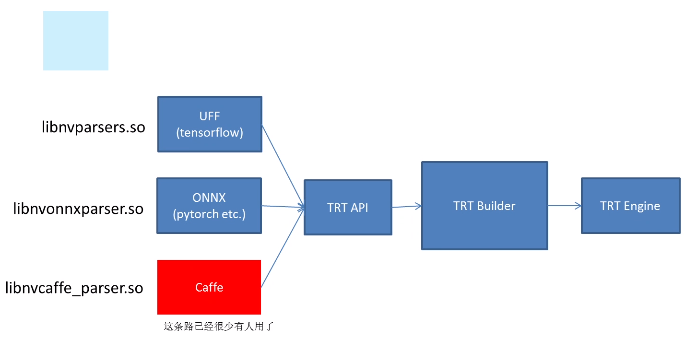 libnvparsers.so
UFF
(tensorflow)
libnvonnxparser.so
ONNX
(pytorch etc.)
TRT API
TRT Builder
TRT Engine
libnvcaffe_parser.so
Caffe
这条路已经很少有人用了